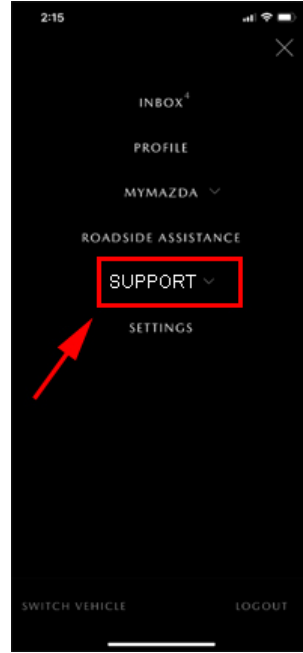 2:15
INBOX4
PROFILE
MYMAZDA
ROADSIDE ASSISTANCE
SUPPORT
SETTINGS
SWITCH VEHICLE LOGOUT